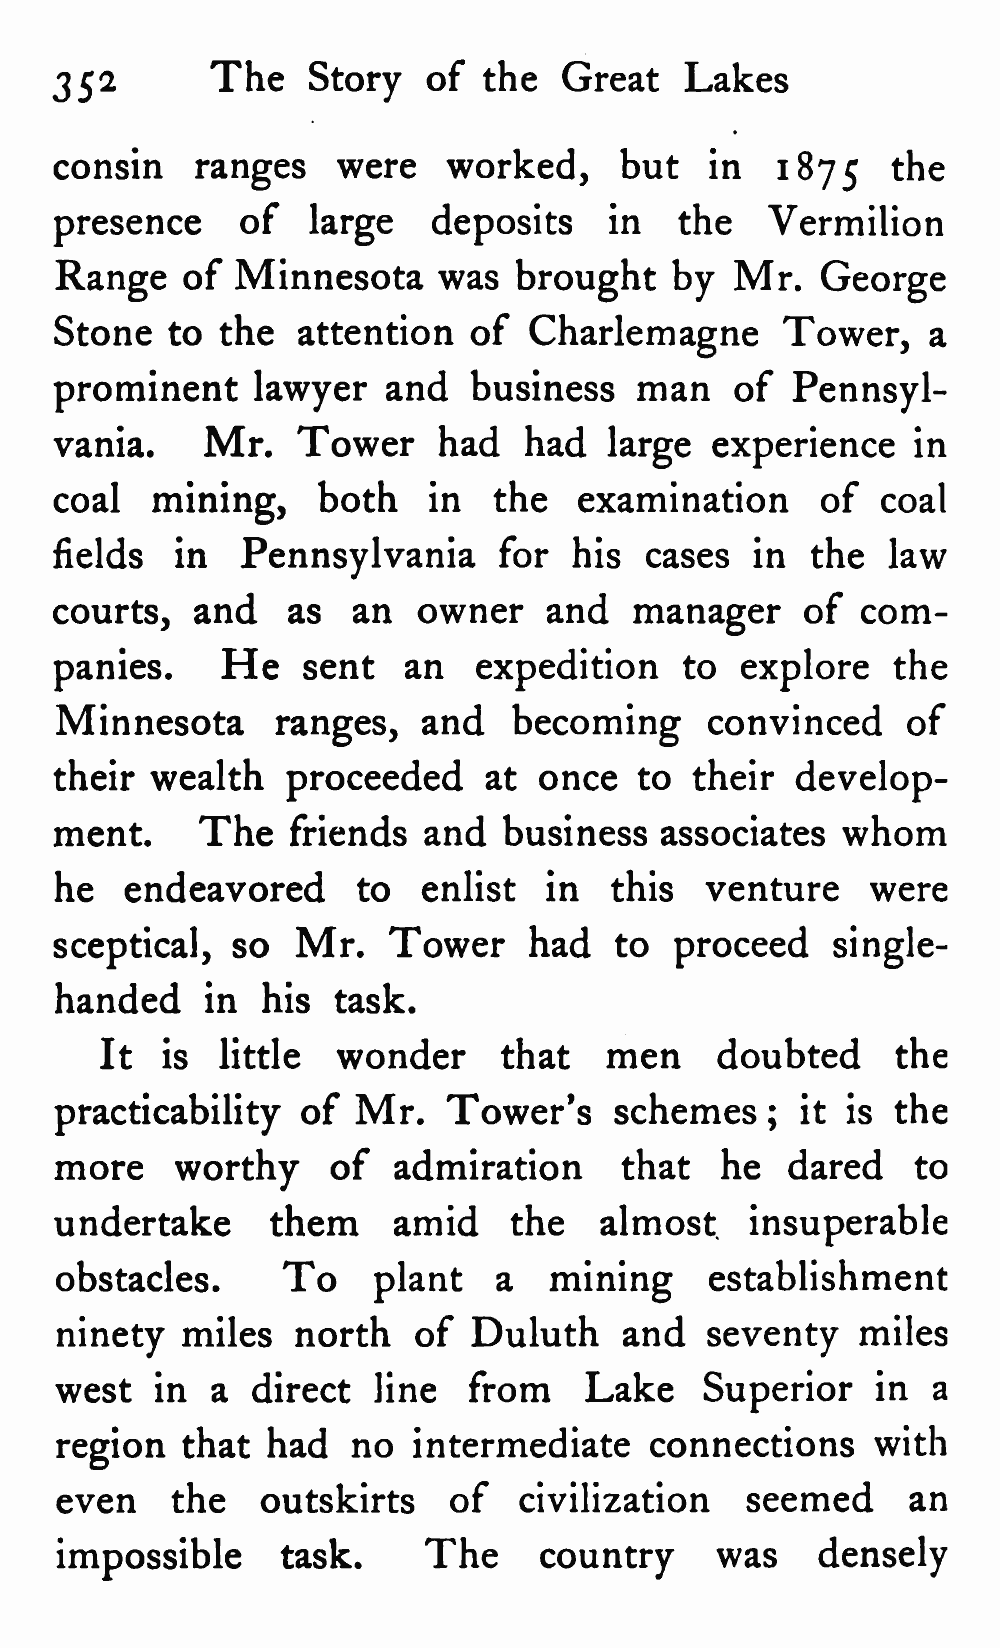 352 The Story of the Great Lakes
consin ranges were worked, but in 1875 the
presence of large deposits in the Vermilion
Range of Minnesota was brought by Mr. George
Stone to the attention of Charlemagne Tower, a
prominent lawyer and business man of Pennsyl-
vania. Mr. Tower had had large experience in
coal mining, both in the examination of coal
fields in Pennsylvania for his cases in the law
courts, and as an owner and manager of com-
panies. He sent an expedition to explore the
Minnesota ranges, and becoming convinced of
their wealth proceeded at once to their develop-
ment. The friends and business associates whom
he endeavored to enlist in this venture were
sceptical, so Mr. Tower had to proceed single-
handed in his task.
It is little wonder that men doubted the
practicability of Mr. Tower's schemes; it is the
more worthy of admiration that he dared to
undertake them amid the almost insuperable
obstacles. To plant a mining establishment
ninety miles north of Duluth and seventy miles
west in a direct line from Lake Superior in a
region that had no intermediate connections with
even the outskirts of civilization seemed an
impossible task. The country was densely